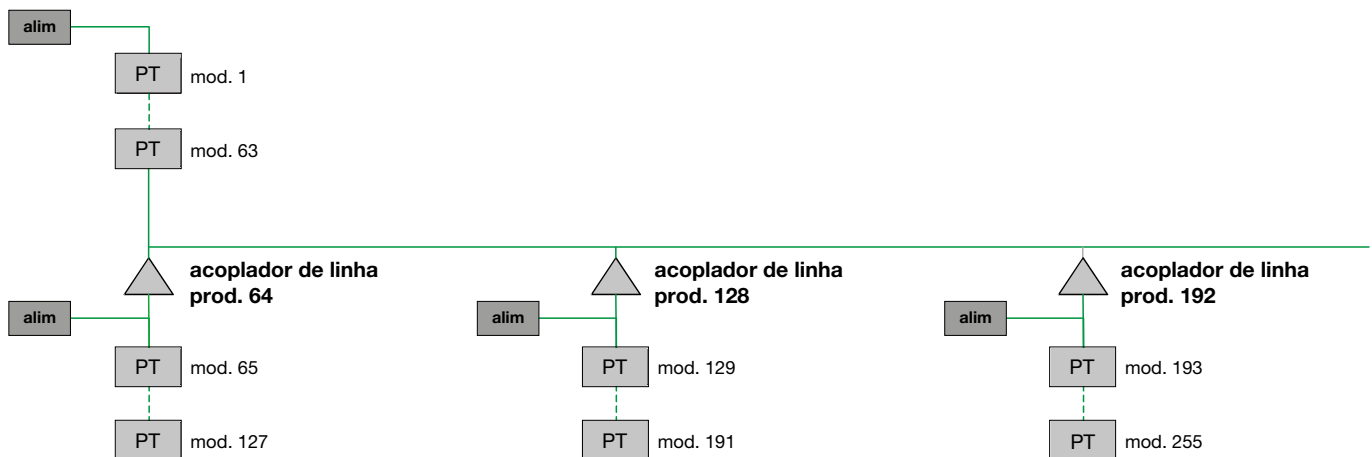 alim
PT mod. 1
PT mod. 63
acoplador de linha
prod. 64
acoplador de linha
prod. 128
acoplador de linha
prod. 192
alim
alim
alim
PT mod. 65
PT mod. 129
PT mod. 193
PT mod. 127
PT mod. 191
PT mod. 255